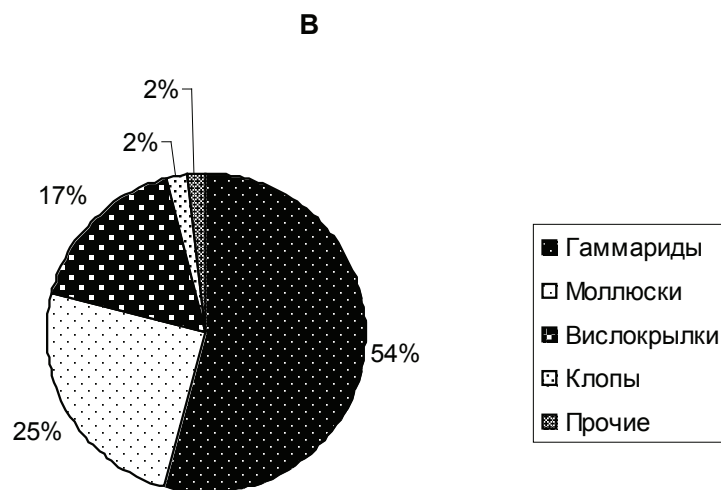 В
2%
2%
17%
54%
25%
Гаммариды
Моллюски
Вислокрылки
Клопы
Прочие